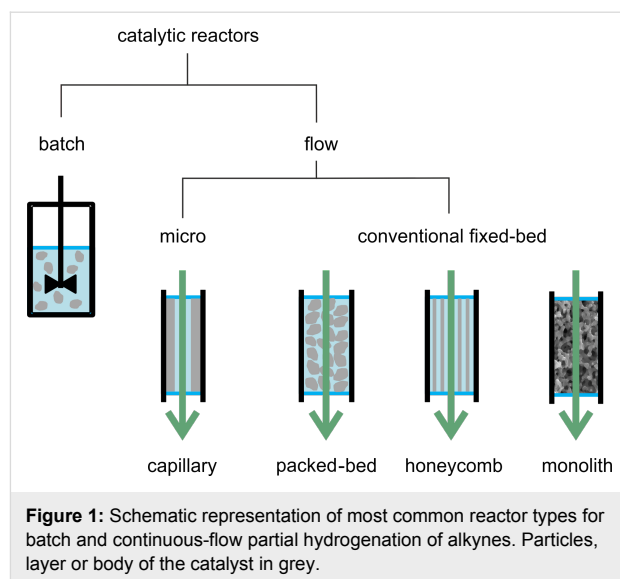 catalytic reactors
batch
flow
micro
conventional fixed-bed
capillary
packed-bed
honeycomb
monolith
Figure 1: Schematic representation of most common reactor types for
batch and continuous-flow partial hydrogenation of alkynes. Particles,
layer or body of the catalyst in grey.